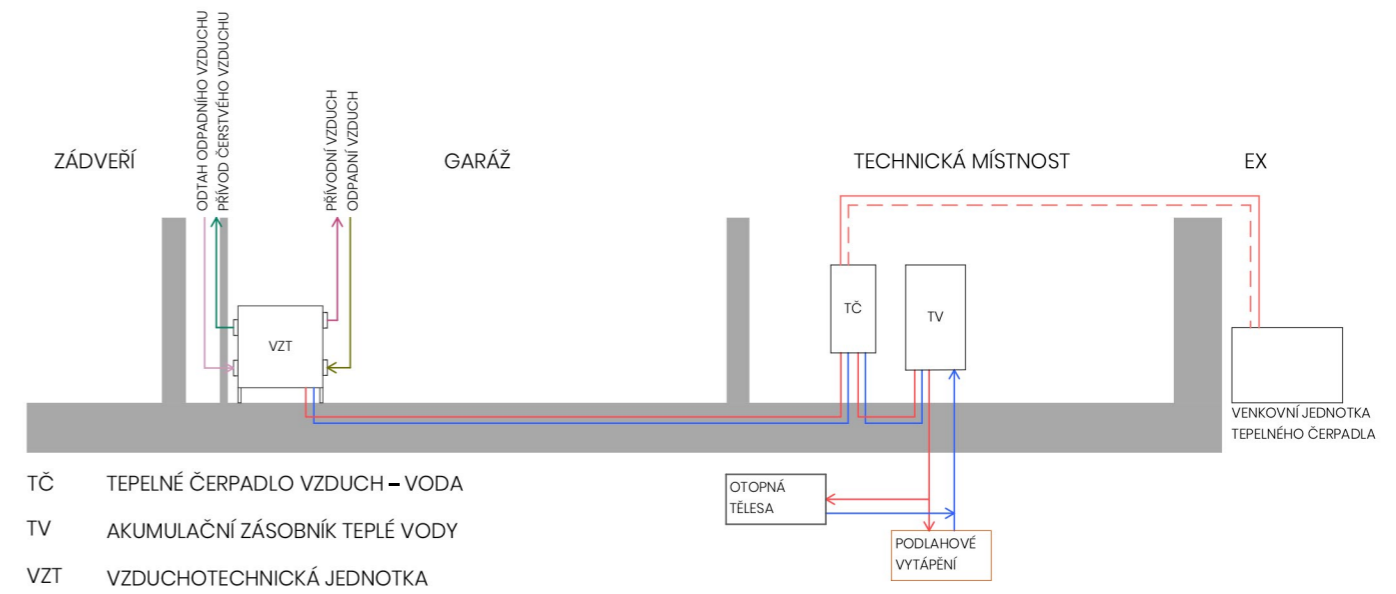 ODTAH ODPADNÍHO VZDUCHU
PŘÍVOD ČERSTVÉHO VZDUCHU
PŘÍVODNÍ VZDUCH
ODPADNÍ VZDUCH
ZÁDVEŘÍ
GARÁŽ
TECHNICKÁ MÍSTNOST
EX
VZT
TČ
TV
VENKOVNÍ JEDNOTKA
TEPELNÉHO ČERPADLA
OTOPNÁ
TĚLESA
PODLAHOVÉ
VYTÁPĚNÍ
TČ TEPELNÉ ČERPADLO VZDUCH – VODA
TV AKUMULAČNÍ ZÁSOBNÍK TEPLÉ VODY
VZT VZDUCHOTECHNICKÁ JEDNOTKA